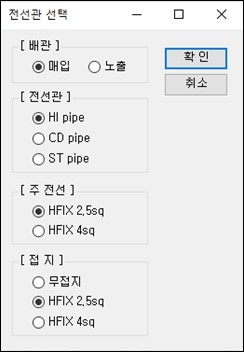 전선관 선택
[ 배관 ]
매입 노출
확 인
취소
[ 전선관 ]
HI pipe
CD pipe
ST pipe
[ 주 전선 ]
HFIX 2,5sq
HFIX 4sq
[ 접 지 ]
무접지
HFIX 2,5sq
HFIX 4sq